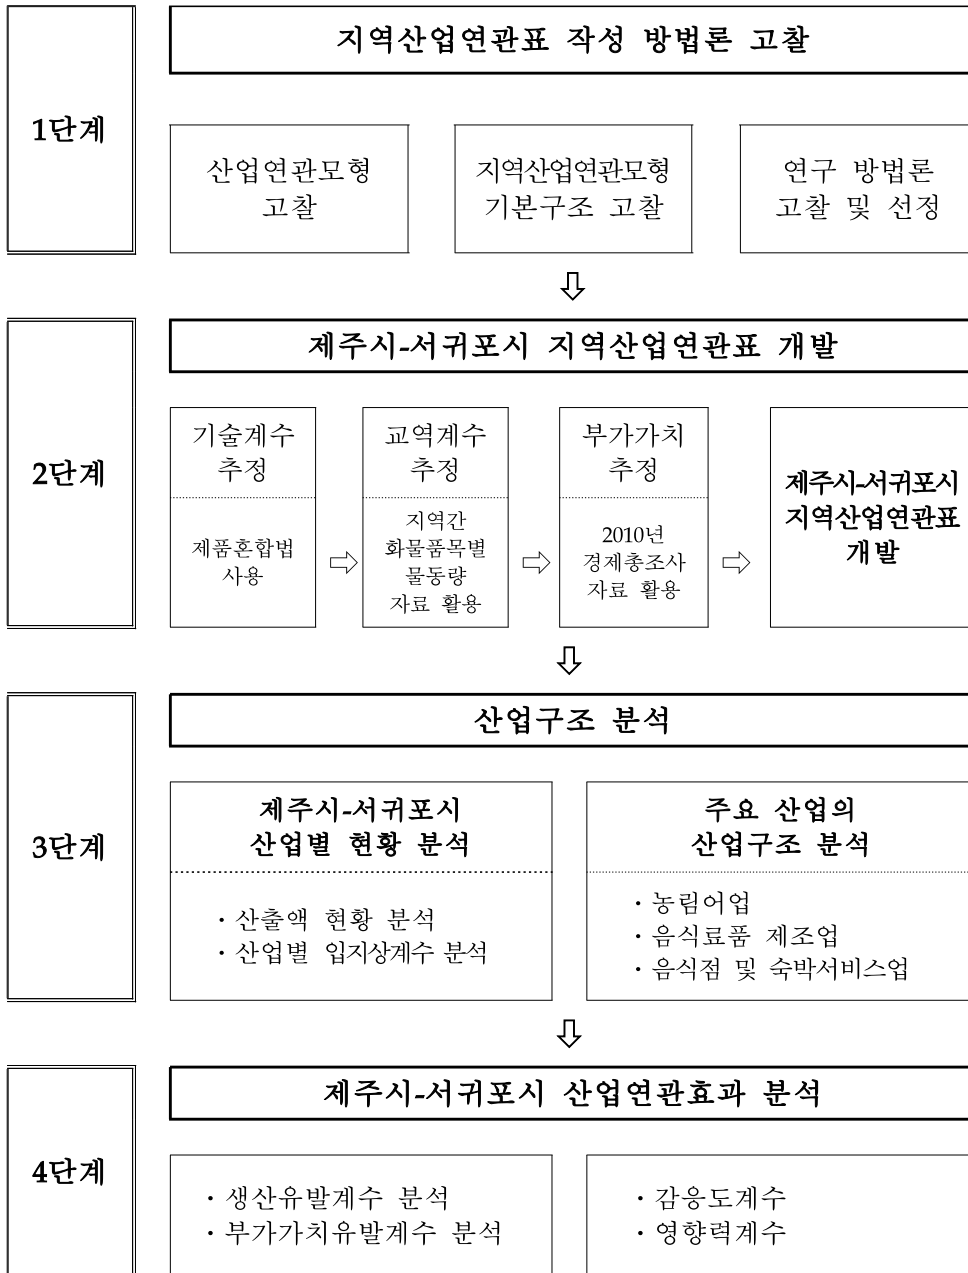 1단계
지역산업연관표 작성 방법론 고찰
산업연관모형
고찰
지역산업연관모형
기본구조 고찰
연구 방법론
고찰 및 선정
⇩
2단계
제주시-서귀포시 지역산업연관표 개발
기술계수
추정
제품혼합법
사용
⇨
교역계수
추정
지역간
화물품목별
물동량
자료 활용
⇨
부가가치
추정
2010년
경제총조사
자료 활용
⇨
제주시-서귀포시
지역산업연관표
개발
⇩
3단계
산업구조 분석
제주시-서귀포시
산업별 현황 분석
· 산출액 현황 분석
· 산업별 입지상계수 분석
주요 산업의
산업구조 분석
· 농림어업
· 음식료품 제조업
· 음식점 및 숙박서비스업
⇩
4단계
제주시-서귀포시 산업연관효과 분석
· 생산유발계수 분석
· 부가가치유발계수 분석
· 감응도계수
· 영향력계수